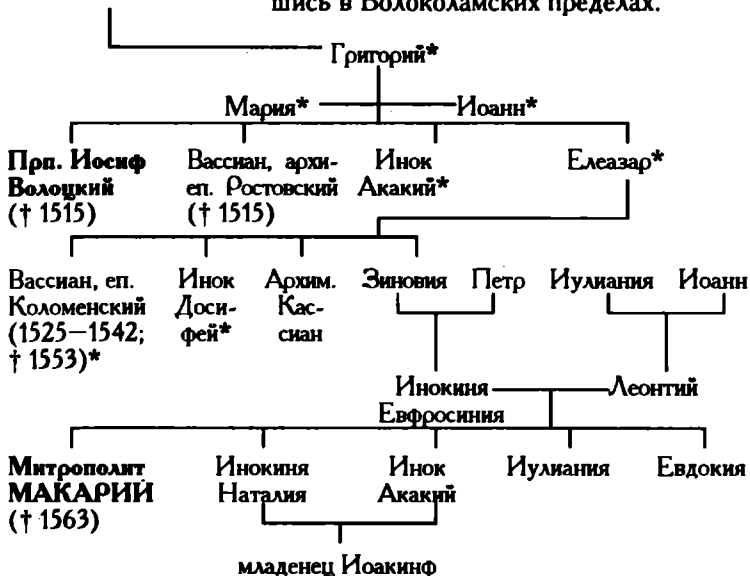 шись в Волоколамских пределах.
Григорий*
Мария* Иоанн*
Прп. Иосиф
Волоцкий
(† 1515)
Вассиан, архи-
еп. Ростовский
(† 1515)
Инок
Акакий*
Елеазар*
Вассиан, еп.
Коломенский
(1525—1542;
† 1553)*
Инок
Доси-
фей*
Архим.
Кас-
сиан
Зиновия
Петр
Иулиания
Иоанн
Инокиня
Евфросиния
Леонтий
Митрополит
МАКАРИЙ
(† 1563)
Инокиня
Наталия
Инок
Акакий
Иулиания
Евдокия
младенец Иоакинф